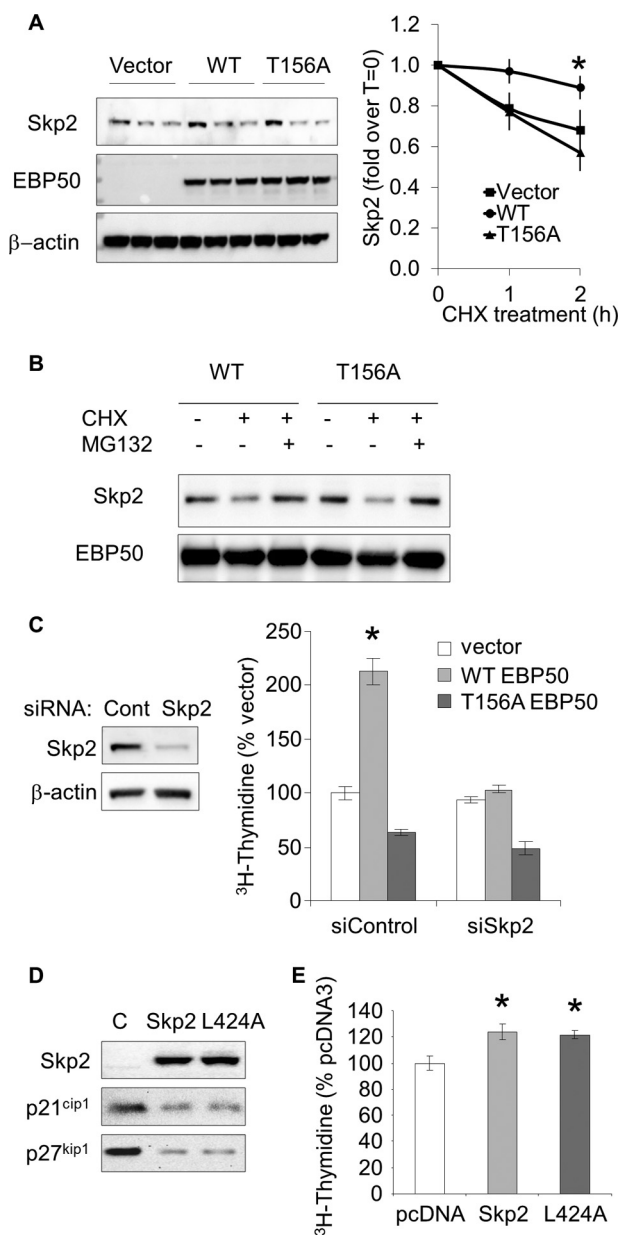 A
Vector WT T156A
Skp2
EBP50
β–actin
Skp2 (fold over T=0)
1.2
1.0
0.8
0.6
0.4
0.2
0.0
*
Vector
WT
T156A
0 1 2
CHX treatment (h)
B
WT T156A
CHX - + + - + +
MG132 - - + - - +
Skp2
EBP50
C
siRNA: Cont Skp2
Skp2
β-actin
³H-Thymidine (% vector)
250
200
150
100
50
0
*
vector
WT EBP50
T156A EBP50
siControl siSkp2
D
C Skp2 L424A
Skp2
p21ᶜⁱᵖ¹
p27ᵏⁱᵖ¹
E
³H-Thymidine (% pcDNA3)
140
120
100
80
60
40
20
0
* *
pcDNA Skp2 L424A